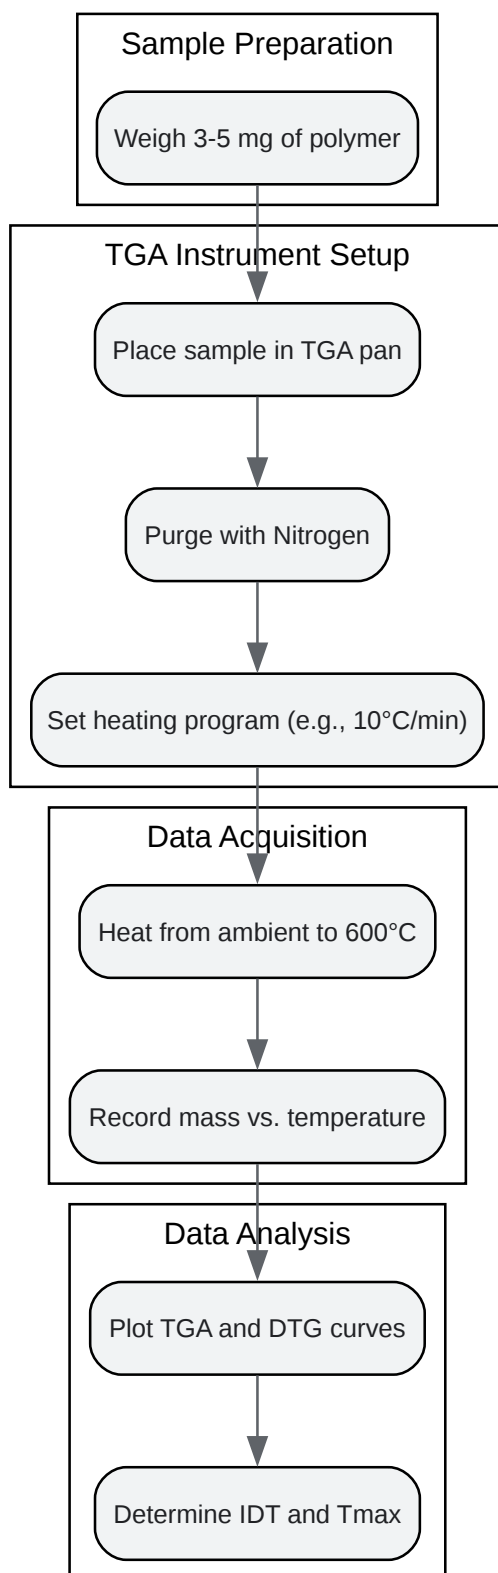 Sample Preparation
Weigh 3-5 mg of polymer
TGA Instrument Setup
Place sample in TGA pan
Purge with Nitrogen
Set heating program (e.g., 10°C/min)
Data Acquisition
Heat from ambient to 600°C
Record mass vs. temperature
Data Analysis
Plot TGA and DTG curves
Determine IDT and Tmax